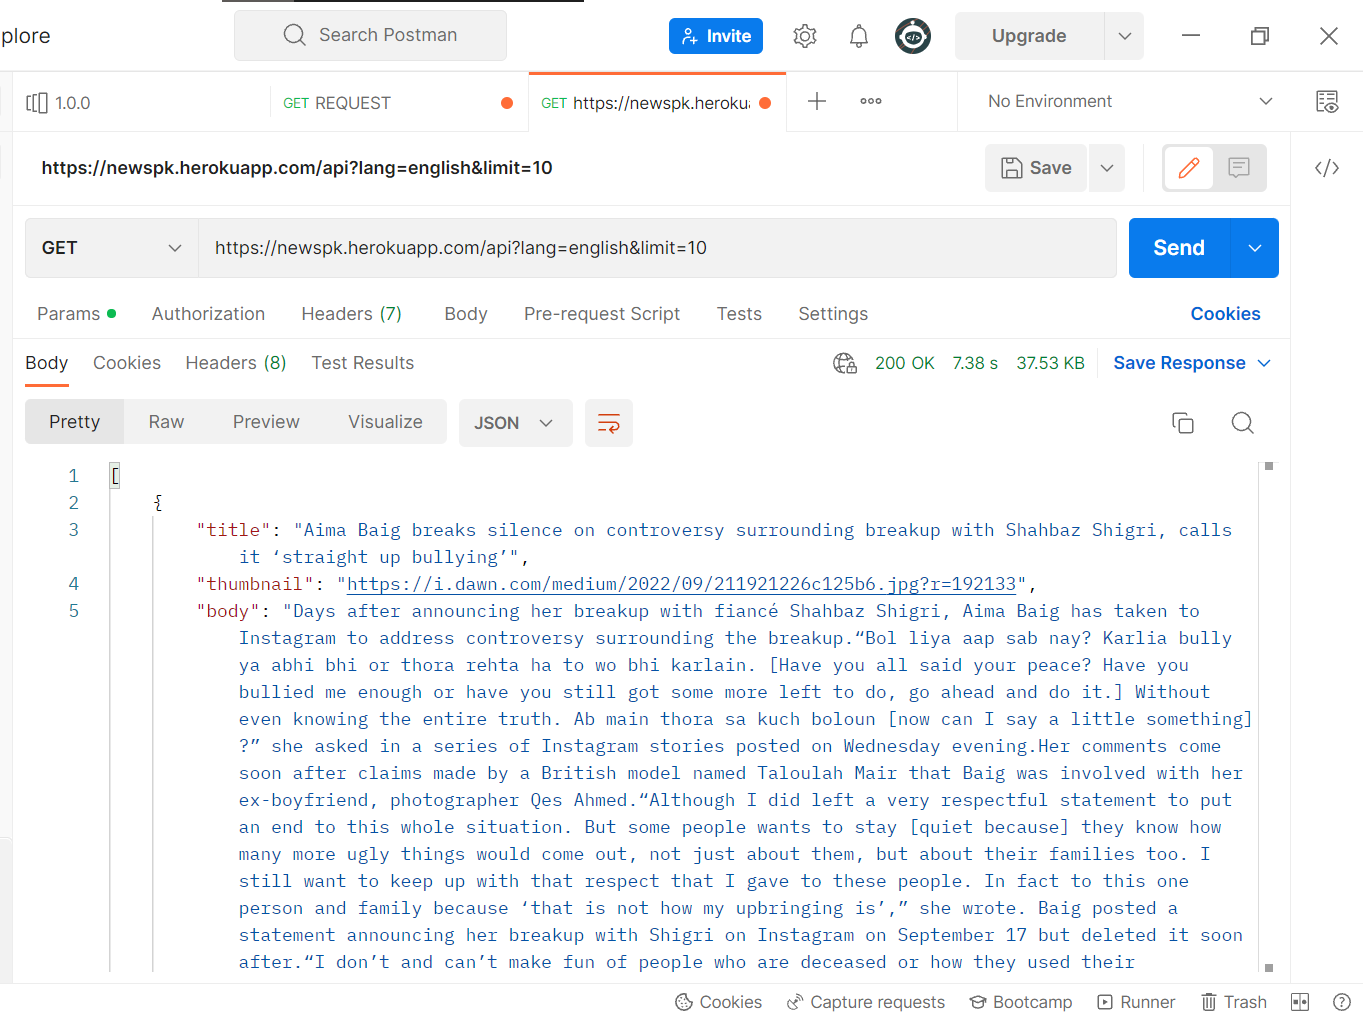 plore
Search Postman
Invite
Upgrade
1.0.0
GET REQUEST
GET https://newspk.heroku
No Environment
https://newspk.herokuapp.com/api?lang=english&limit=10
Save
GET
https://newspk.herokuapp.com/api?lang=english&limit=10
Send
Params
Authorization
Headers (7)
Body
Pre-request Script
Tests
Settings
Cookies
Body
Cookies
Headers (8)
Test Results
200 OK
7.38 s
37.53 KB
Save Response
Pretty
Raw
Preview
Visualize
JSON
1 [
2 {
3 "title": "Aima Baig breaks silence on controversy surrounding breakup with Shahbaz Shigri, calls
it ‘straight up bullying’",
4 "thumbnail": "https://i.dawn.com/medium/2022/09/211921226c125b6.jpg?r=192133",
5 "body": "Days after announcing her breakup with fiancé Shahbaz Shigri, Aima Baig has taken to
Instagram to address controversy surrounding the breakup.“Bol liya aap sab nay? Karlia bully
ya abhi bhi or thora rehta ha to wo bhi karlain. [Have you all said your peace? Have you
bullied me enough or have you still got some more left to do, go ahead and do it.] Without
even knowing the entire truth. Ab main thora sa kuch boloun [now can I say a little something]
?” she asked in a series of Instagram stories posted on Wednesday evening.Her comments come
soon after claims made by a British model named Taloulah Mair that Baig was involved with her
ex-boyfriend, photographer Qes Ahmed.“Although I did left a very respectful statement to put
an end to this whole situation. But some people wants to stay [quiet because] they know how
many more ugly things would come out, not just about them, but about their families too. I
still want to keep up with that respect that I gave to these people. In fact to this one
person and family because ‘that is not how my upbringing is’,” she wrote. Baig posted a
statement announcing her breakup with Shigri on Instagram on September 17 but deleted it soon
after.“I don’t and can’t make fun of people who are deceased or how they used their
Cookies
Capture requests
Bootcamp
Runner
Trash